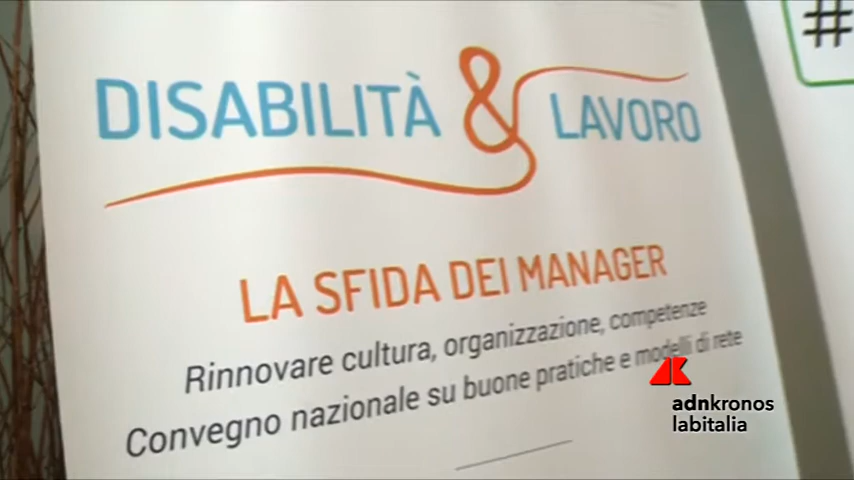 DISABILITÀ & LAVORO
#
LA SFIDA DEI MANAGER
Rinnovare cultura, organizzazione, competenze
Convegno nazionale su buone pratiche e modelli di rete
adnkronos
labitalia